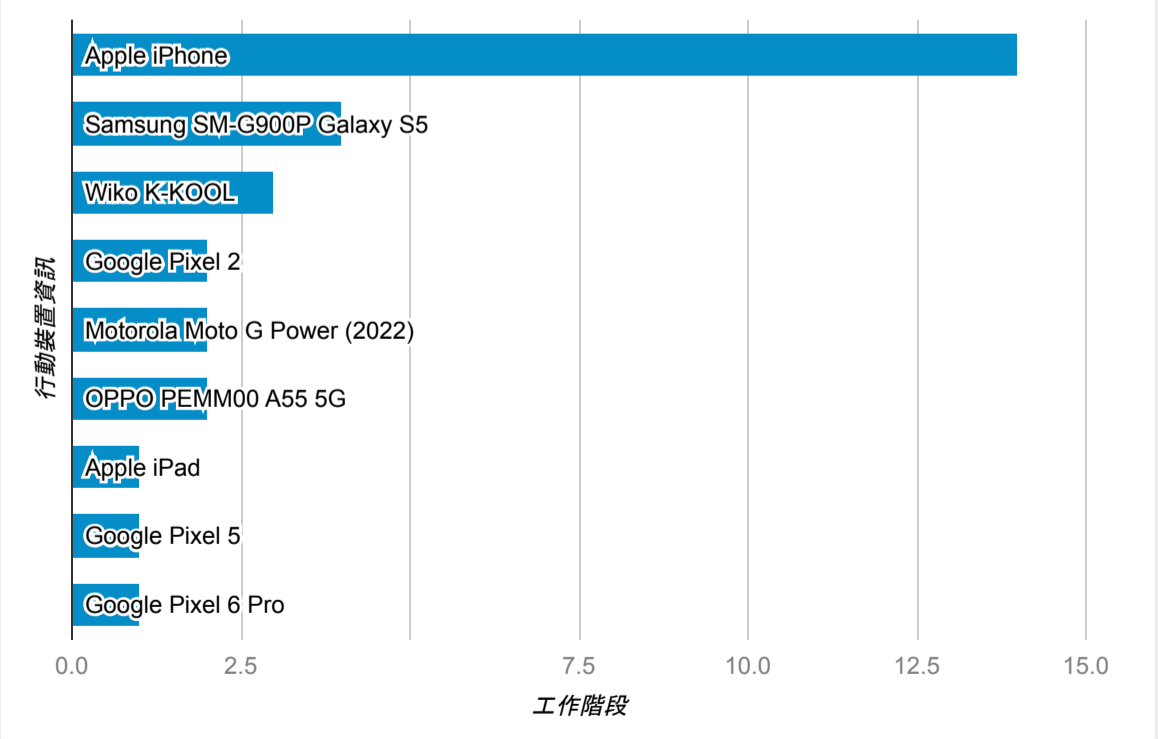 Apple iPhone
Samsung SM-G900P Galaxy S5
Wiko K-KOOL
Google Pixel 2
Motorola Moto G Power (2022)
OPPO PEMM00 A55 5G
Apple iPad
Google Pixel 5
Google Pixel 6 Pro
行動裝置資訊
0.0 2.5 7.5 10.0 12.5 15.0
工作階段